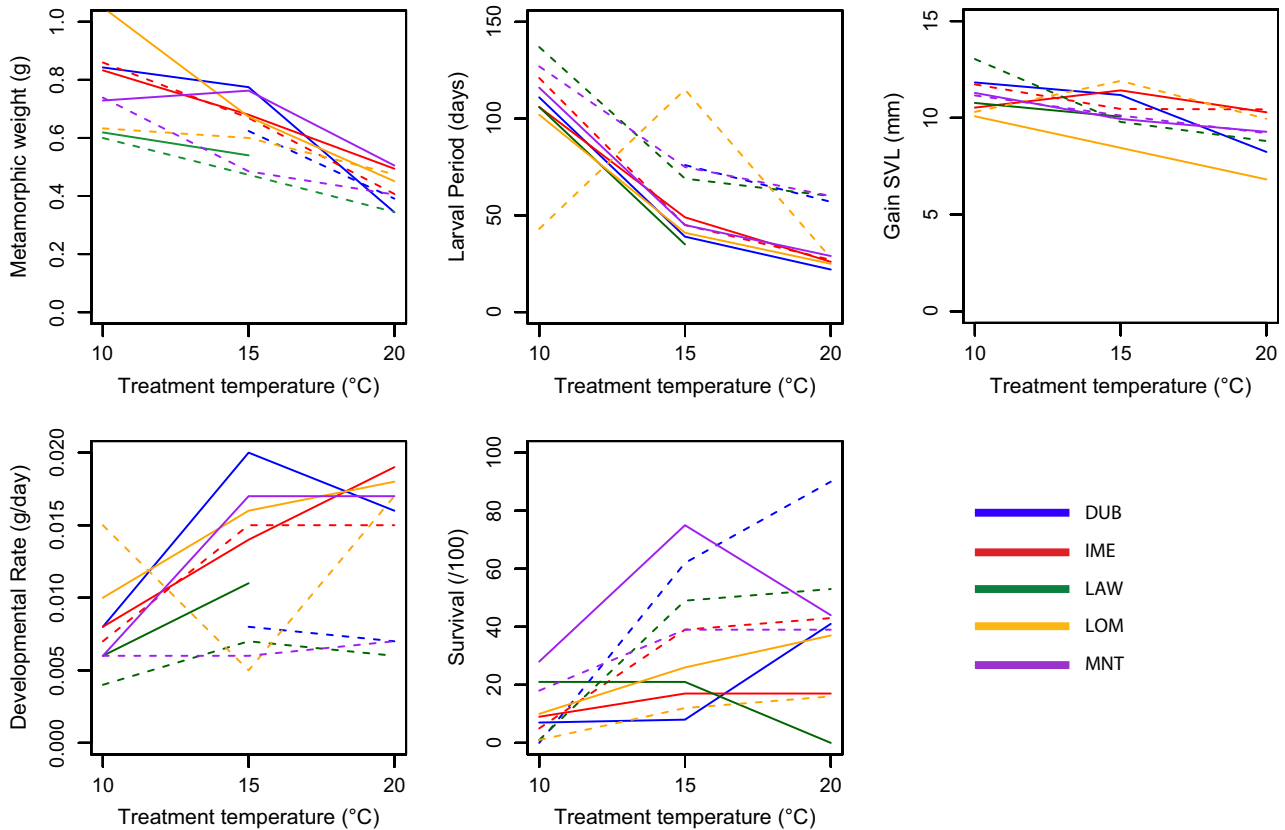 Metamorphic weight (g)
0.0 0.2 0.4 0.6 0.8 1.0
10 15 20
Treatment temperature (°C)
Larval Period (days)
0 50 100 150
10 15 20
Treatment temperature (°C)
Gain SVL (mm)
0 5 10 15
10 15 20
Treatment temperature (°C)
Developmental Rate (g/day)
0.000 0.005 0.010 0.015 0.020
10 15 20
Treatment temperature (°C)
Survival (/100)
0 20 40 60 80 100
10 15 20
Treatment temperature (°C)
DUB
IME
LAW
LOM
MNT